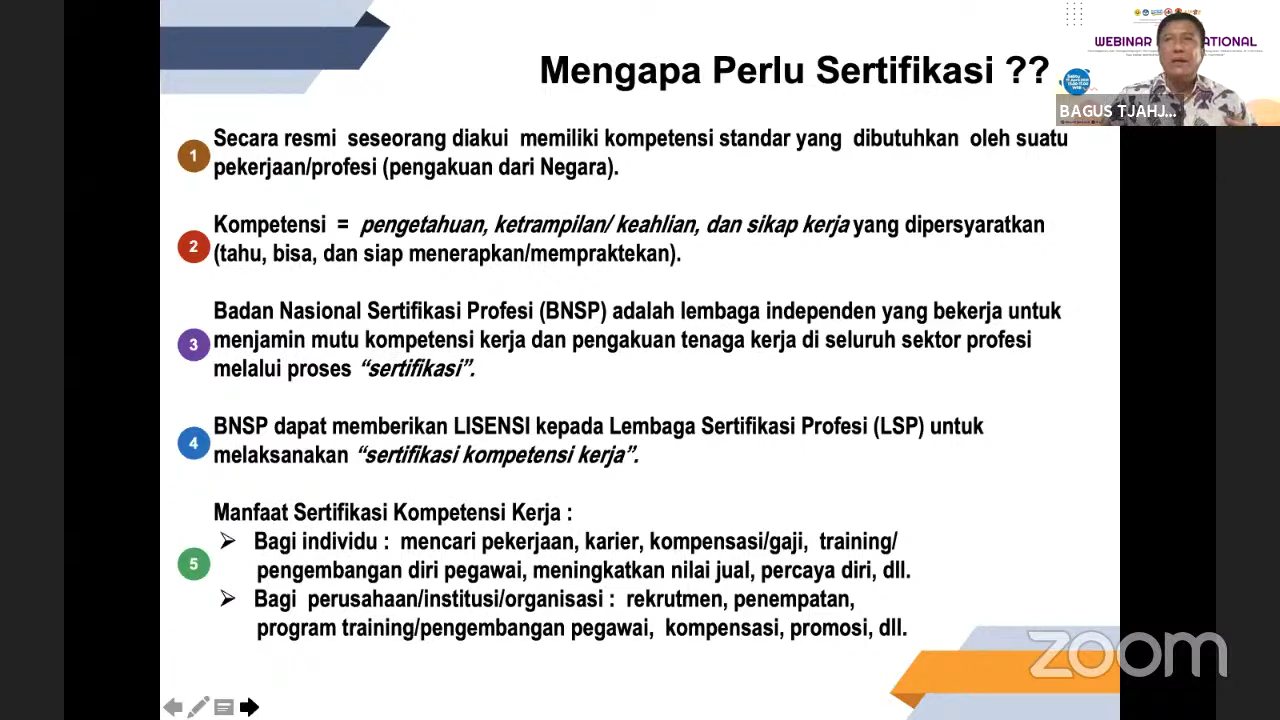 Mengapa Perlu Sertifikasi ??
WEBINAR
BAGUS TJAHJ...
1
Secara resmi seseorang diakui memiliki kompetensi standar yang dibutuhkan oleh suatu
pekerjaan/profesi (pengakuan dari Negara).
2
Kompetensi = pengetahuan, ketrampilan/ keahlian, dan sikap kerja yang dipersyaratkan
(tahu, bisa, dan siap menerapkan/mempraktekan).
3
Badan Nasional Sertifikasi Profesi (BNSP) adalah lembaga independen yang bekerja untuk
menjamin mutu kompetensi kerja dan pengakuan tenaga kerja di seluruh sektor profesi
melalui proses “sertifikasi”.
4
BNSP dapat memberikan LISENSI kepada Lembaga Sertifikasi Profesi (LSP) untuk
melaksanakan “sertifikasi kompetensi kerja”.
5
Manfaat Sertifikasi Kompetensi Kerja :
➢ Bagi individu : mencari pekerjaan, karier, kompensasi/gaji, training/
pengembangan diri pegawai, meningkatkan nilai jual, percaya diri, dll.
➢ Bagi perusahaan/institusi/organisasi : rekrutmen, penempatan,
program training/pengembangan pegawai, kompensasi, promosi, dll.
zoom